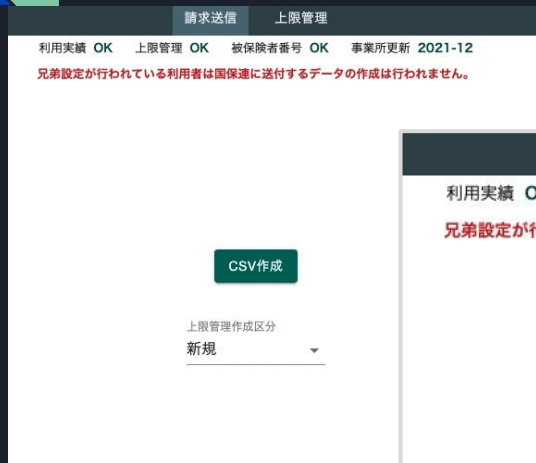 請求送信 上限管理
利用実績 OK 上限管理 OK 被保険者番号 OK 事業所更新 2021-12
兄弟設定が行われている利用者は国保連に送付するデータの作成は行われません。
利用実績
兄弟設定が
CSV作成
上限管理作成区分
新規